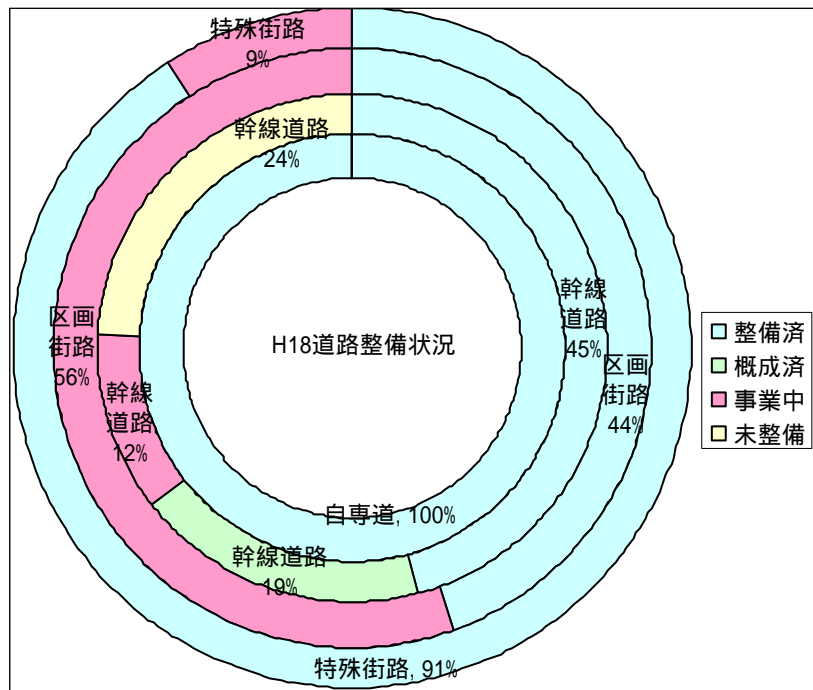 特殊街路
9%
幹線道路
24%
幹線
道路
45%
区画
街路
44%
区画
街路
56%
幹線
道路,
12%
H18道路整備状況
自専道, 100%
幹線道路
19%
特殊街路, 91%
整備済
概成済
事業中
未整備